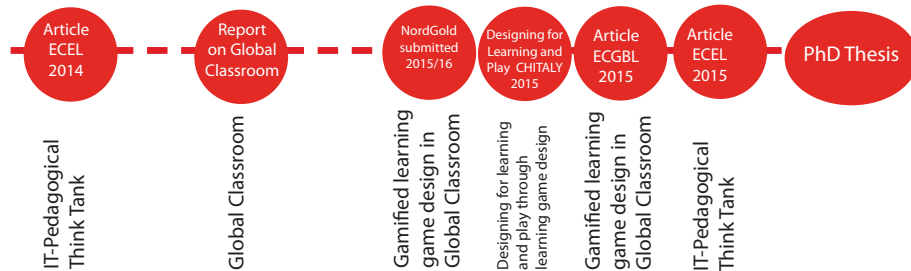 Article
ECEL
2014
Report
on Global
Classroom
NordGold
submitted
2015/16
Designing for
Learning and
Play CHITALY
2015
Article
ECGBL
2015
Article
ECEL
2015
PhD Thesis
IT-Pedagogical
Think Tank
Global Classroom
Gamified learning
game design in
Global Classroom
Designing for learning
and play through
learning game design
Gamified learning
game design in
Global Classroom
IT-Pedagogical
Think Tank